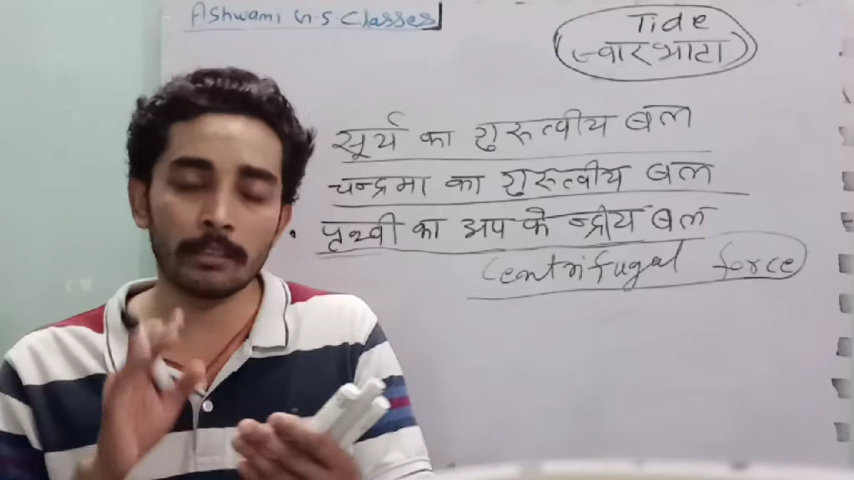 Ashwani G.S Classes
Tide
ज्वारभाटा
सूर्य का गुरुत्वीय बल
चन्द्रमा का गुरुत्वीय बल
पृथ्वी का अपकेन्द्रीय बल
Centrifugal force